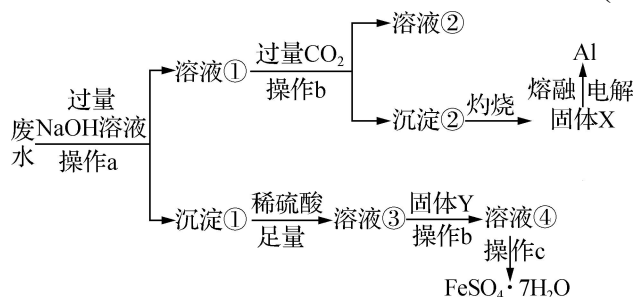 (
溶液②
过量CO₂
溶液①
操作b
Al
熔融 电解
过量
沉淀② 灼烧 固体X
废水
NaOH溶液
操作a
沉淀① 稀硫酸 溶液③ 固体Y 溶液④
足量 操作b
操作c
FeSO₄·7H₂O